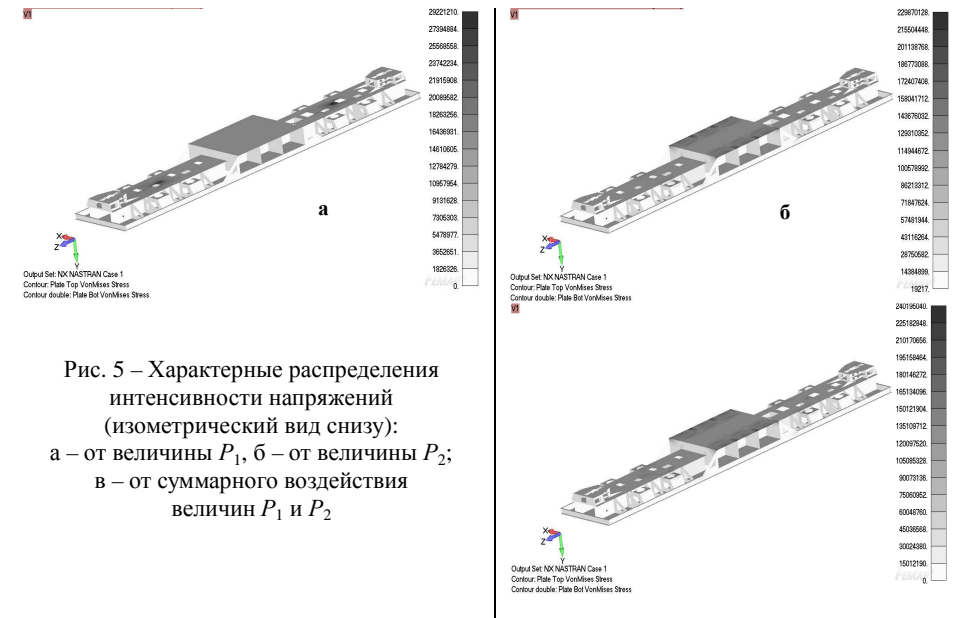 V1
29221210.
27394884.
25568558.
23742234.
21915908.
20089582.
18263256.
16436931.
14610605.
12784279.
10957954.
9131628.
7305303.
5478977.
3652651.
1826326.
0.
а
X
Z
Y
Output Set: NX NASTRAN Case 1
Contour: Plate Top VonMises Stress
Contour double: Plate Bot VonMises Stress
Рис. 5 – Характерные распределения
интенсивности напряжений
(изометрический вид снизу):
а – от величины P1, б – от величины P2;
в – от суммарного воздействия
величин P1 и P2
V1
229870128.
215504448.
201138768.
186773088.
172407408.
158041712.
143676032.
129310352.
114944672.
100578992.
86213312.
71847624.
57481944.
43116264.
28750582.
14384899.
19217.
б
X
Z
Y
Output Set: NX NASTRAN Case 1
Contour: Plate Top VonMises Stress
Contour double: Plate Bot VonMises Stress
V1
240195040.
225182848.
210170656.
195158464.
180146272.
165134096.
150121904.
135109712.
120097520.
105085328.
90073136.
75060952.
60048760.
45036568.
30024380.
15012190.
0.
X
Z
Y
Output Set: NX NASTRAN Case 1
Contour: Plate Top VonMises Stress
Contour double: Plate Bot VonMises Stress